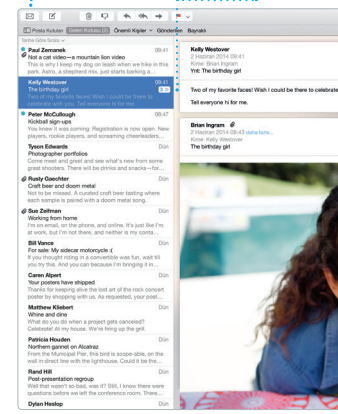 Posta Kutuları Gelen Kutusu (2) Önemli Kişiler Gönderilen Bayraklı
Tarihe Göre Sırala
Paul Zemanek 09:41
Not a cat video—a mountain lion video
This is why I keep my dog on leash when we hike in this
park. Astro, a shepherd mix, just starts barking a...
Kelly Westover 09:41
The birthday girl
Two of my favorite faces! Wish I could be there to
celebrate with you. Tell everyone hi for me.
Peter McCullough 08:47
Kickball sign-ups
You knew it was coming: Registration is now open. New
players, rookie players, and screaming cheerleaders...
Tyson Edwards Dün
Photographer portfolios
Come meet and greet and see what's new from some
great shooters. There will be drinks and snacks—for...
Rusty Gaechter Dün
Craft beer and doom metal
Not to be missed. A curated craft beer tasting where
each sample is paired with a doom metal song.
Sue Zeifman Dün
Working from home
I'm on email, on the phone, and online. It's just like I'm
at work, but I'm not there, and neither is my conta...
Bill Vance Dün
For sale: My sidecar motorcycle :(
If you thought riding in a convertible was fun, wait till
you try this. And you can because I'm bringing it in...
Caren Alpert Dün
Your posters have shipped
Thanks for keeping alive the lost art of the rock concert
poster by shopping with us. As requested, your post...
Matthew Kliebert Dün
Whine and dine
What do you do when a project gets canceled?
Celebrate! At my house. We're firing up the grill.
Patricia Houden Dün
Northern gannet on Alcatraz
From the Municipal Pier, this bird is scope-able, on the
wall in direct line with the lighthouse. Could it be the...
Rand Hill Dün
Post-presentation regroup
Well that wasn't so bad, was it? Still, I know there were
questions before we left the conference room. There...
Dylan Heslop Dün
Kelly Westover
2 Haziran 2014 09:41
Kime: Brian Ingram
Ynt: The birthday girl
Two of my favorite faces! Wish I could be there to celebrate
Tell everyone hi for me.
Brian Ingram
2 Haziran 2014 08:43
Kime: Kelly Westover
The birthday girl